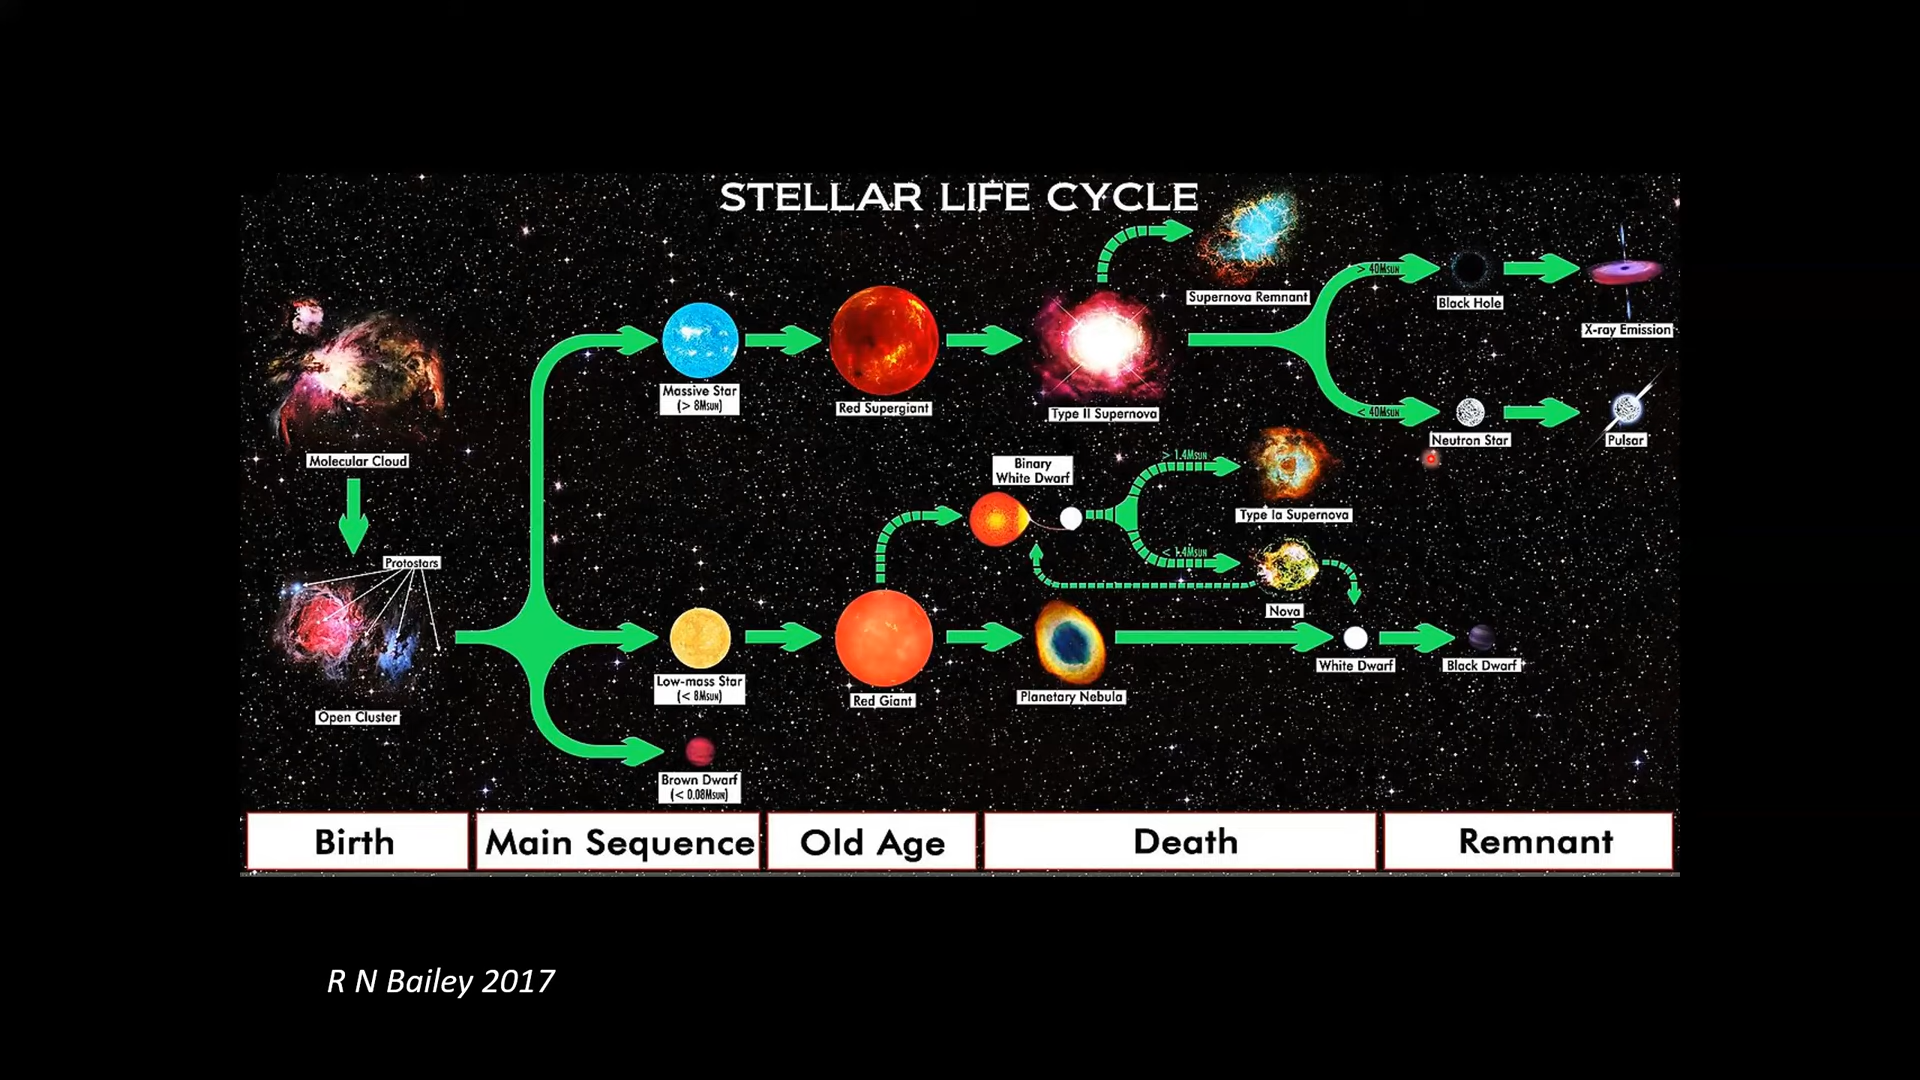 STELLAR LIFE CYCLE
Supernova Remnant
> 40MSUN
Black Hole
X-ray Emission
Massive Star
(> 8MSUN)
Red Supergiant
Type II Supernova
< 40MSUN
Neutron Star
Pulsar
Molecular Cloud
Binary
White Dwarf
> 1.4MSUN
Type Ia Supernova
< 1.4MSUN
Nova
Protostars
Open Cluster
Low-mass Star
(< 8MSUN)
Red Giant
Planetary Nebula
White Dwarf
Black Dwarf
Brown Dwarf
(< 0.08MSUN)
Birth
Main Sequence
Old Age
Death
Remnant
R N Bailey 2017